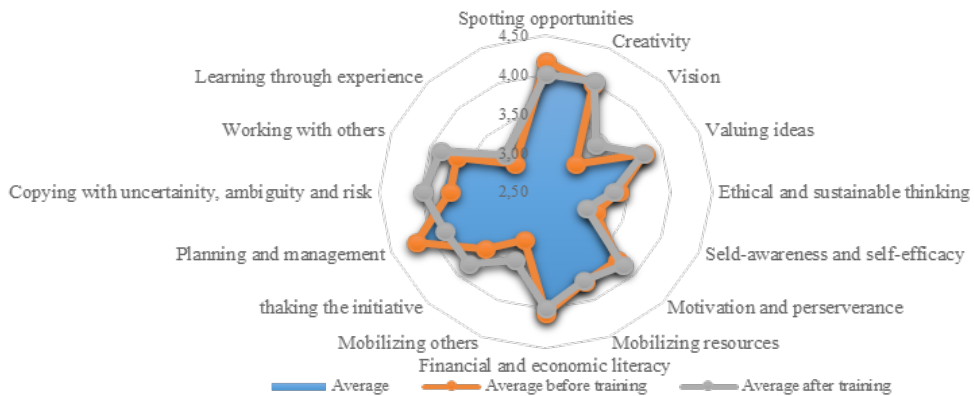 Spotting opportunities
4,50
Creativity
Learning through experience
4,00
Vision
3,50
Working with others
Valuing ideas
3,00
Copying with uncertainity, ambiguity and risk
2,50
Ethical and sustainable thinking
Planning and management
Seld-awareness and self-efficacy
thaking the initiative
Motivation and perserverance
Mobilizing others
Mobilizing resources
Financial and economic literacy
Average
Average before training
Average after training